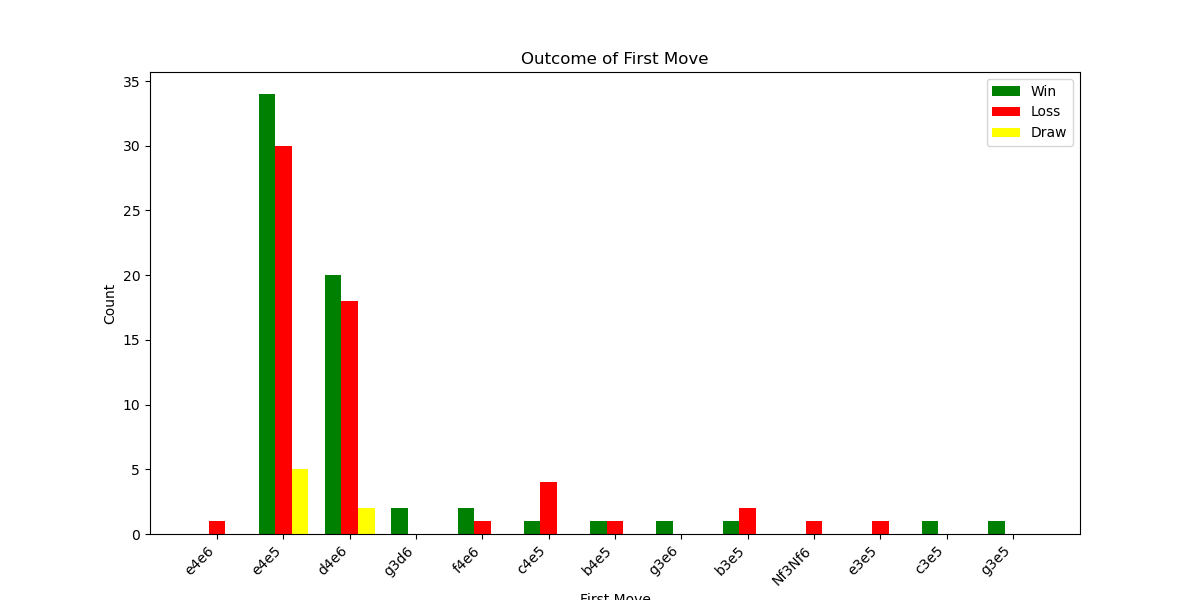 Outcome of First Move
Win
Loss
Draw
Count
35
30
25
20
15
10
5
0
e4e6
e4e5
d4e6
g3d6
f4e6
c4e5
b4e5
g3e6
b3e5
Nf3Nf6
e3e5
c3e5
g3e5
First Move